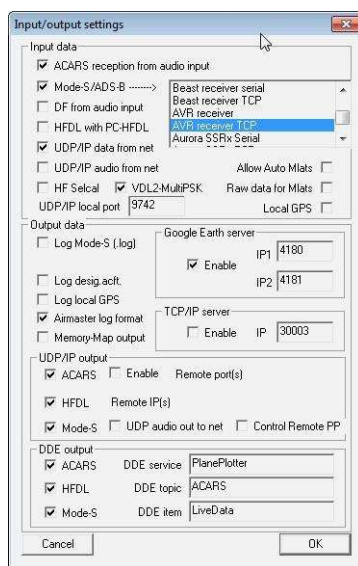 Input/output settings
Input data
ACARS reception from audio input
Mode-S/ADS-B -------->
Beast receiver serial
Beast receiver TCP
AVR receiver
AVR receiver TCP
Aurora SSRx Serial
DF from audio input
HFDL with PC-HFDL
UDP/IP data from net
UDP/IP audio from net
Allow Auto Mlats
HF Selcal
VDL2-MultiPSK
Raw data for Mlats
UDP/IP local port
9742
Local GPS
Output data
Log Mode-S (.log)
Google Earth server
Enable
IP1
4180
IP2
4181
Log desig.acft.
Log local GPS
Airmaster log format
Memory-Map output
TCP/IP server
Enable
IP
30003
UDP/IP output
ACARS
Enable
Remote port(s)
HFDL
Remote IP(s)
Mode-S
UDP audio out to net
Control Remote PP
DDE output
ACARS
DDE service
PlanePlotter
HFDL
DDE topic
ACARS
Mode-S
DDE item
LiveData
Cancel
OK